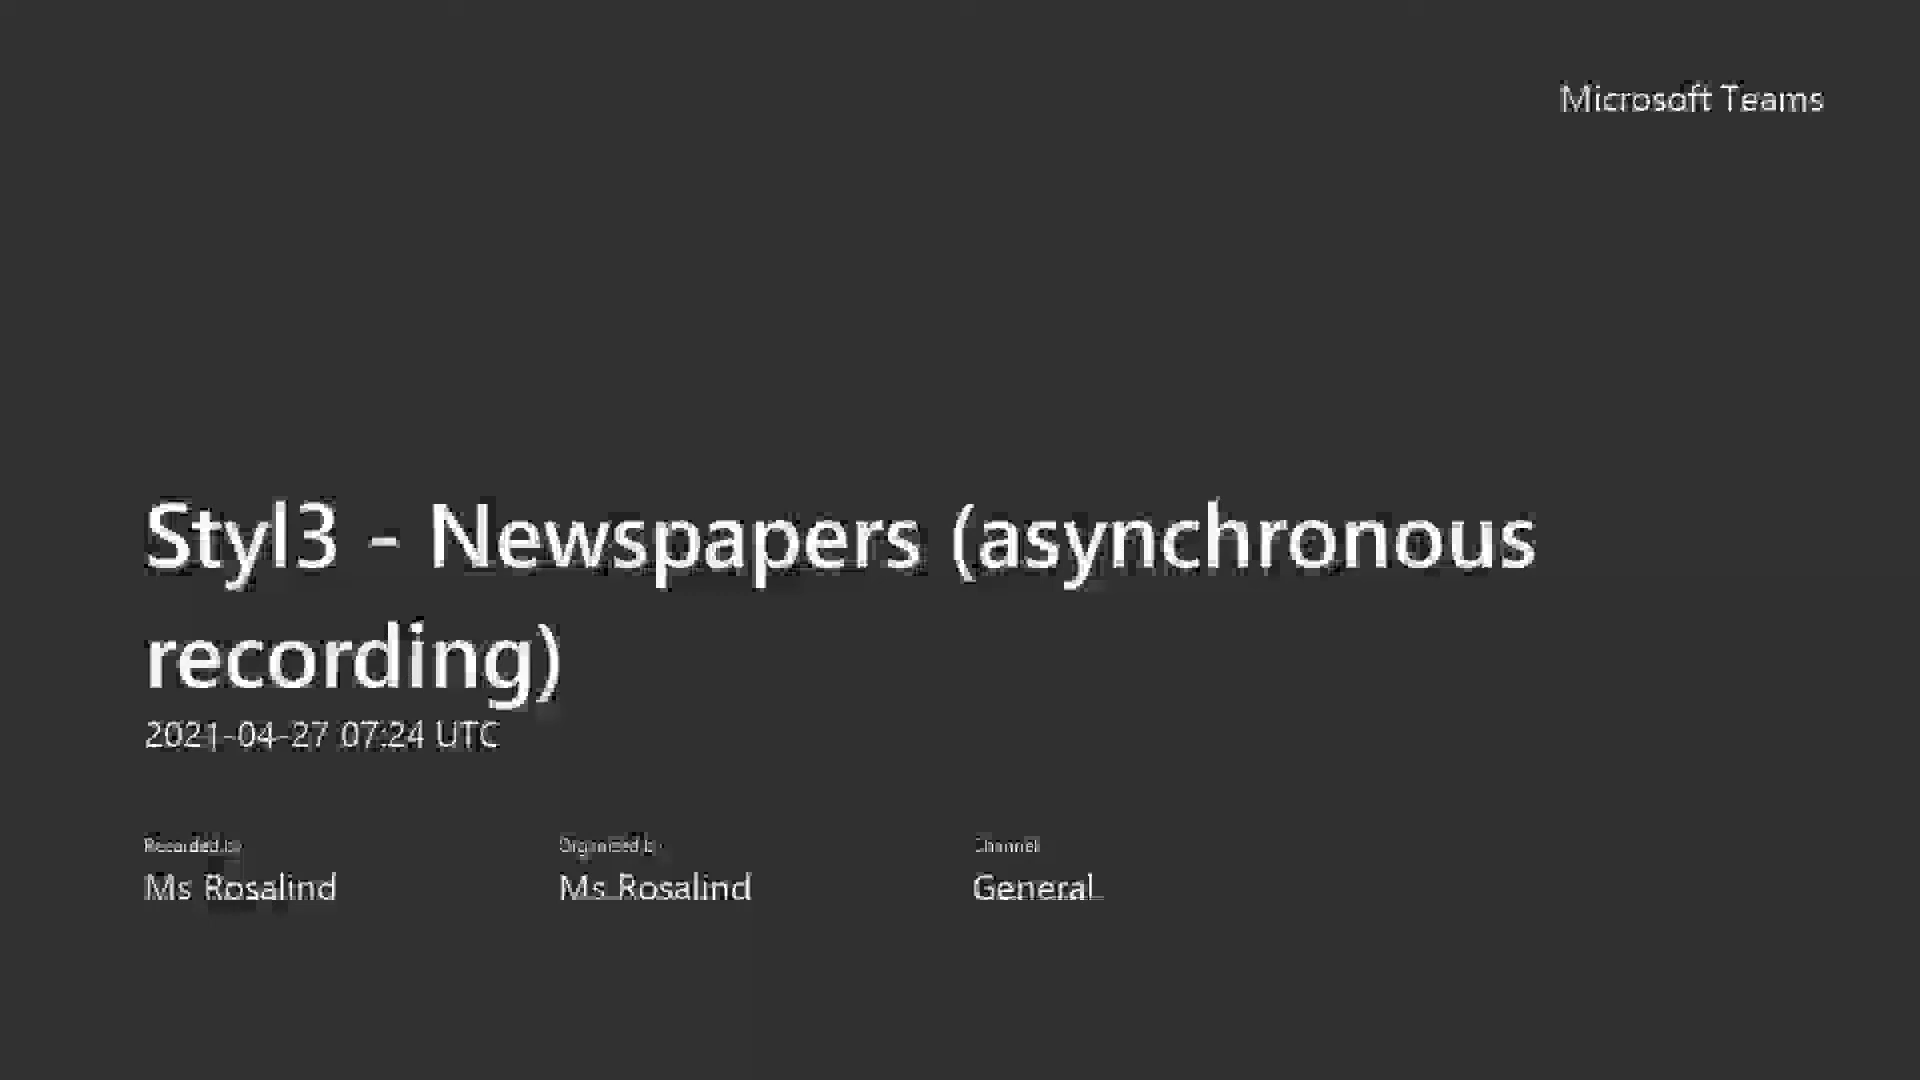 Microsoft Teams
Styl3 - Newspapers (asynchronous
recording)
2021-04-27 07:24 UTC
Recorded by
Organized by
Channel
Ms Rosalind
Ms Rosalind
General